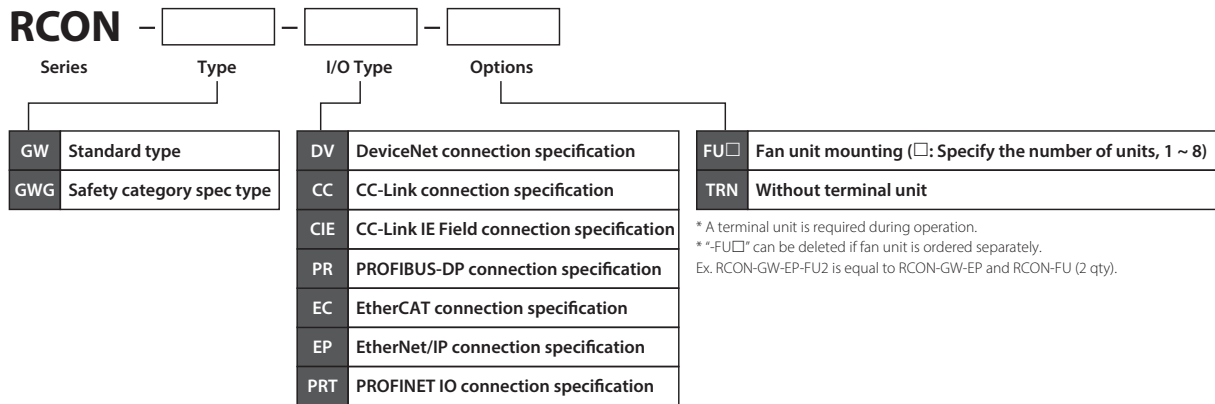 RCON – – –
Series Type I/O Type Options
GW Standard type
GWG Safety category spec type
DV DeviceNet connection specification
CC CC-Link connection specification
CIE CC-Link IE Field connection specification
PR PROFIBUS-DP connection specification
EC EtherCAT connection specification
EP EtherNet/IP connection specification
PRT PROFINET IO connection specification
FU□ Fan unit mounting (□: Specify the number of units, 1 ~ 8)
TRN Without terminal unit
* A terminal unit is required during operation.
* “-FU□” can be deleted if fan unit is ordered separately.
Ex. RCON-GW-EP-FU2 is equal to RCON-GW-EP and RCON-FU (2 qty).